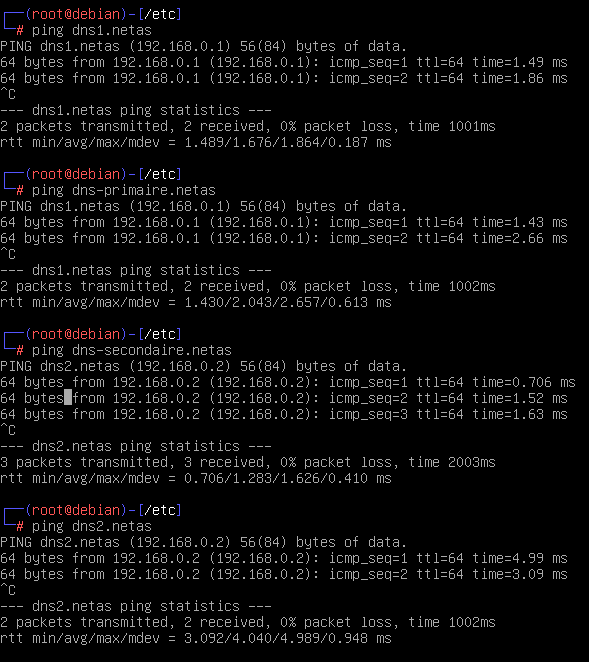 ┌──(root@debian)-[/etc]
└─# ping dns1.netas
PING dns1.netas (192.168.0.1) 56(84) bytes of data.
64 bytes from 192.168.0.1 (192.168.0.1): icmp_seq=1 ttl=64 time=1.49 ms
64 bytes from 192.168.0.1 (192.168.0.1): icmp_seq=2 ttl=64 time=1.86 ms
^C
--- dns1.netas ping statistics ---
2 packets transmitted, 2 received, 0% packet loss, time 1001ms
rtt min/avg/max/mdev = 1.489/1.676/1.864/0.187 ms
┌──(root@debian)-[/etc]
└─# ping dns-primaire.netas
PING dns1.netas (192.168.0.1) 56(84) bytes of data.
64 bytes from 192.168.0.1 (192.168.0.1): icmp_seq=1 ttl=64 time=1.43 ms
64 bytes from 192.168.0.1 (192.168.0.1): icmp_seq=2 ttl=64 time=2.66 ms
^C
--- dns1.netas ping statistics ---
2 packets transmitted, 2 received, 0% packet loss, time 1002ms
rtt min/avg/max/mdev = 1.430/2.043/2.657/0.613 ms
┌──(root@debian)-[/etc]
└─# ping dns-secondaire.netas
PING dns2.netas (192.168.0.2) 56(84) bytes of data.
64 bytes from 192.168.0.2 (192.168.0.2): icmp_seq=1 ttl=64 time=0.706 ms
64 bytes from 192.168.0.2 (192.168.0.2): icmp_seq=2 ttl=64 time=1.52 ms
64 bytes from 192.168.0.2 (192.168.0.2): icmp_seq=3 ttl=64 time=1.63 ms
^C
--- dns2.netas ping statistics ---
3 packets transmitted, 3 received, 0% packet loss, time 2003ms
rtt min/avg/max/mdev = 0.706/1.283/1.626/0.410 ms
┌──(root@debian)-[/etc]
└─# ping dns2.netas
PING dns2.netas (192.168.0.2) 56(84) bytes of data.
64 bytes from 192.168.0.2 (192.168.0.2): icmp_seq=1 ttl=64 time=4.99 ms
64 bytes from 192.168.0.2 (192.168.0.2): icmp_seq=2 ttl=64 time=3.09 ms
^C
--- dns2.netas ping statistics ---
2 packets transmitted, 2 received, 0% packet loss, time 1002ms
rtt min/avg/max/mdev = 3.092/4.040/4.989/0.948 ms